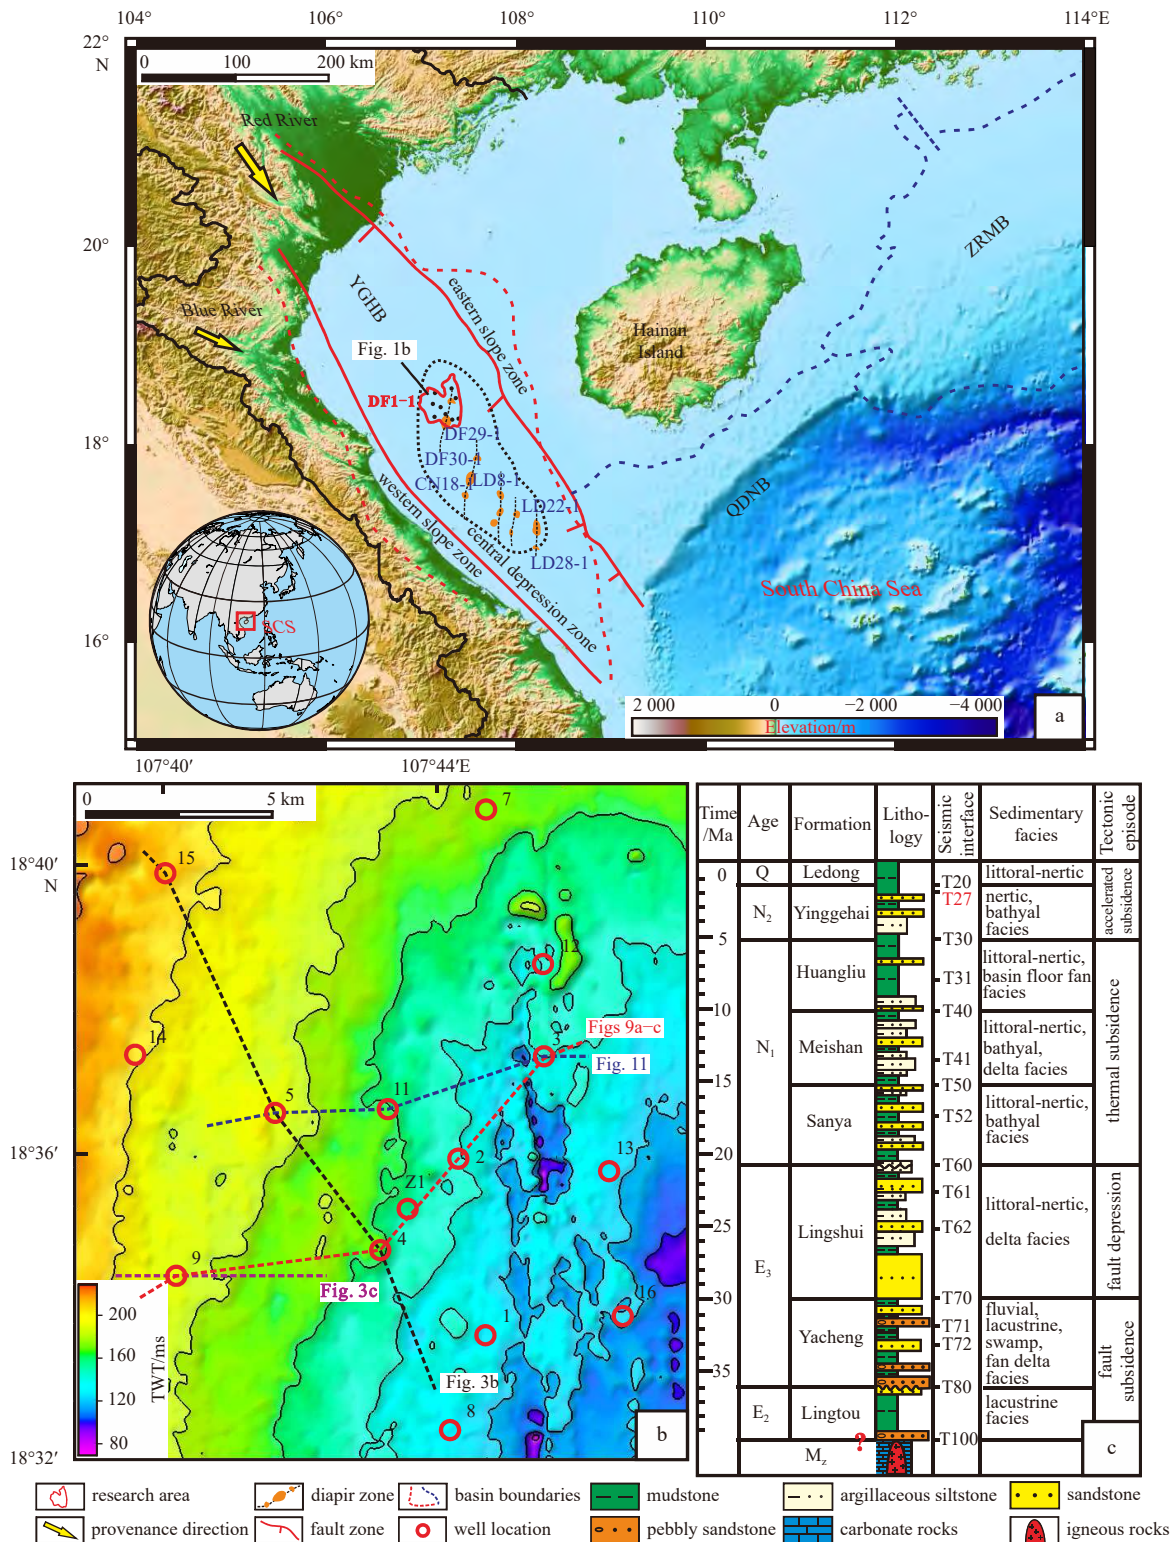 104°
106°
108°
110°
112°
114°E
22°
N
20°
18°
16°
0
100
200 km
Red River
Blue River
YGHB
Fig. 1b
DF1−1
eastern slope zone
DF29-1
DF30-1
CN18-1
LD8-1
LD22-1
LD28-1
western slope zone
central depression zone
Hainan
Island
ZRMB
QDNB
South China Sea
SCS
2 000
0
−2 000
−4 000
Elevation/m
a
107°40′
107°44′E
0
5 km
18°40′
N
18°36′
18°32′
7
15
12
14
3
Figs 9a−c
Fig. 11
5
11
2
13
Z1
4
9
Fig. 3c
16
1
Fig. 3b
8
200
160
120
80
TWT/ms
b
Time
/Ma
Age
Formation
Litho-
logy
Seismic
interface
Sedimentary
facies
Tectonic
episode
0
5
10
15
20
25
30
35
Q
N2
N1
E3
E2
Ledong
Yinggehai
Huangliu
Meishan
Sanya
Lingshui
Yacheng
Lingtou
Mz
?
T20
T27
T30
T31
T40
T41
T50
T52
T60
T61
T62
T70
T71
T72
T80
T100
littoral-nertic
nertic,
bathyal
facies
littoral-nertic,
basin floor fan
facies
littoral-nertic,
bathyal,
delta facies
littoral-nertic,
bathyal
facies
littoral-nertic,
delta facies
fluvial,
lacustrine,
swamp,
fan delta
facies
lacustrine
facies
accelerated
subsidence
thermal subsidence
fault depression
fault
subsidence
c
research area
diapir zone
basin boundaries
mudstone
argillaceous siltstone
sandstone
provenance direction
fault zone
well location
pebbly sandstone
carbonate rocks
igneous rocks